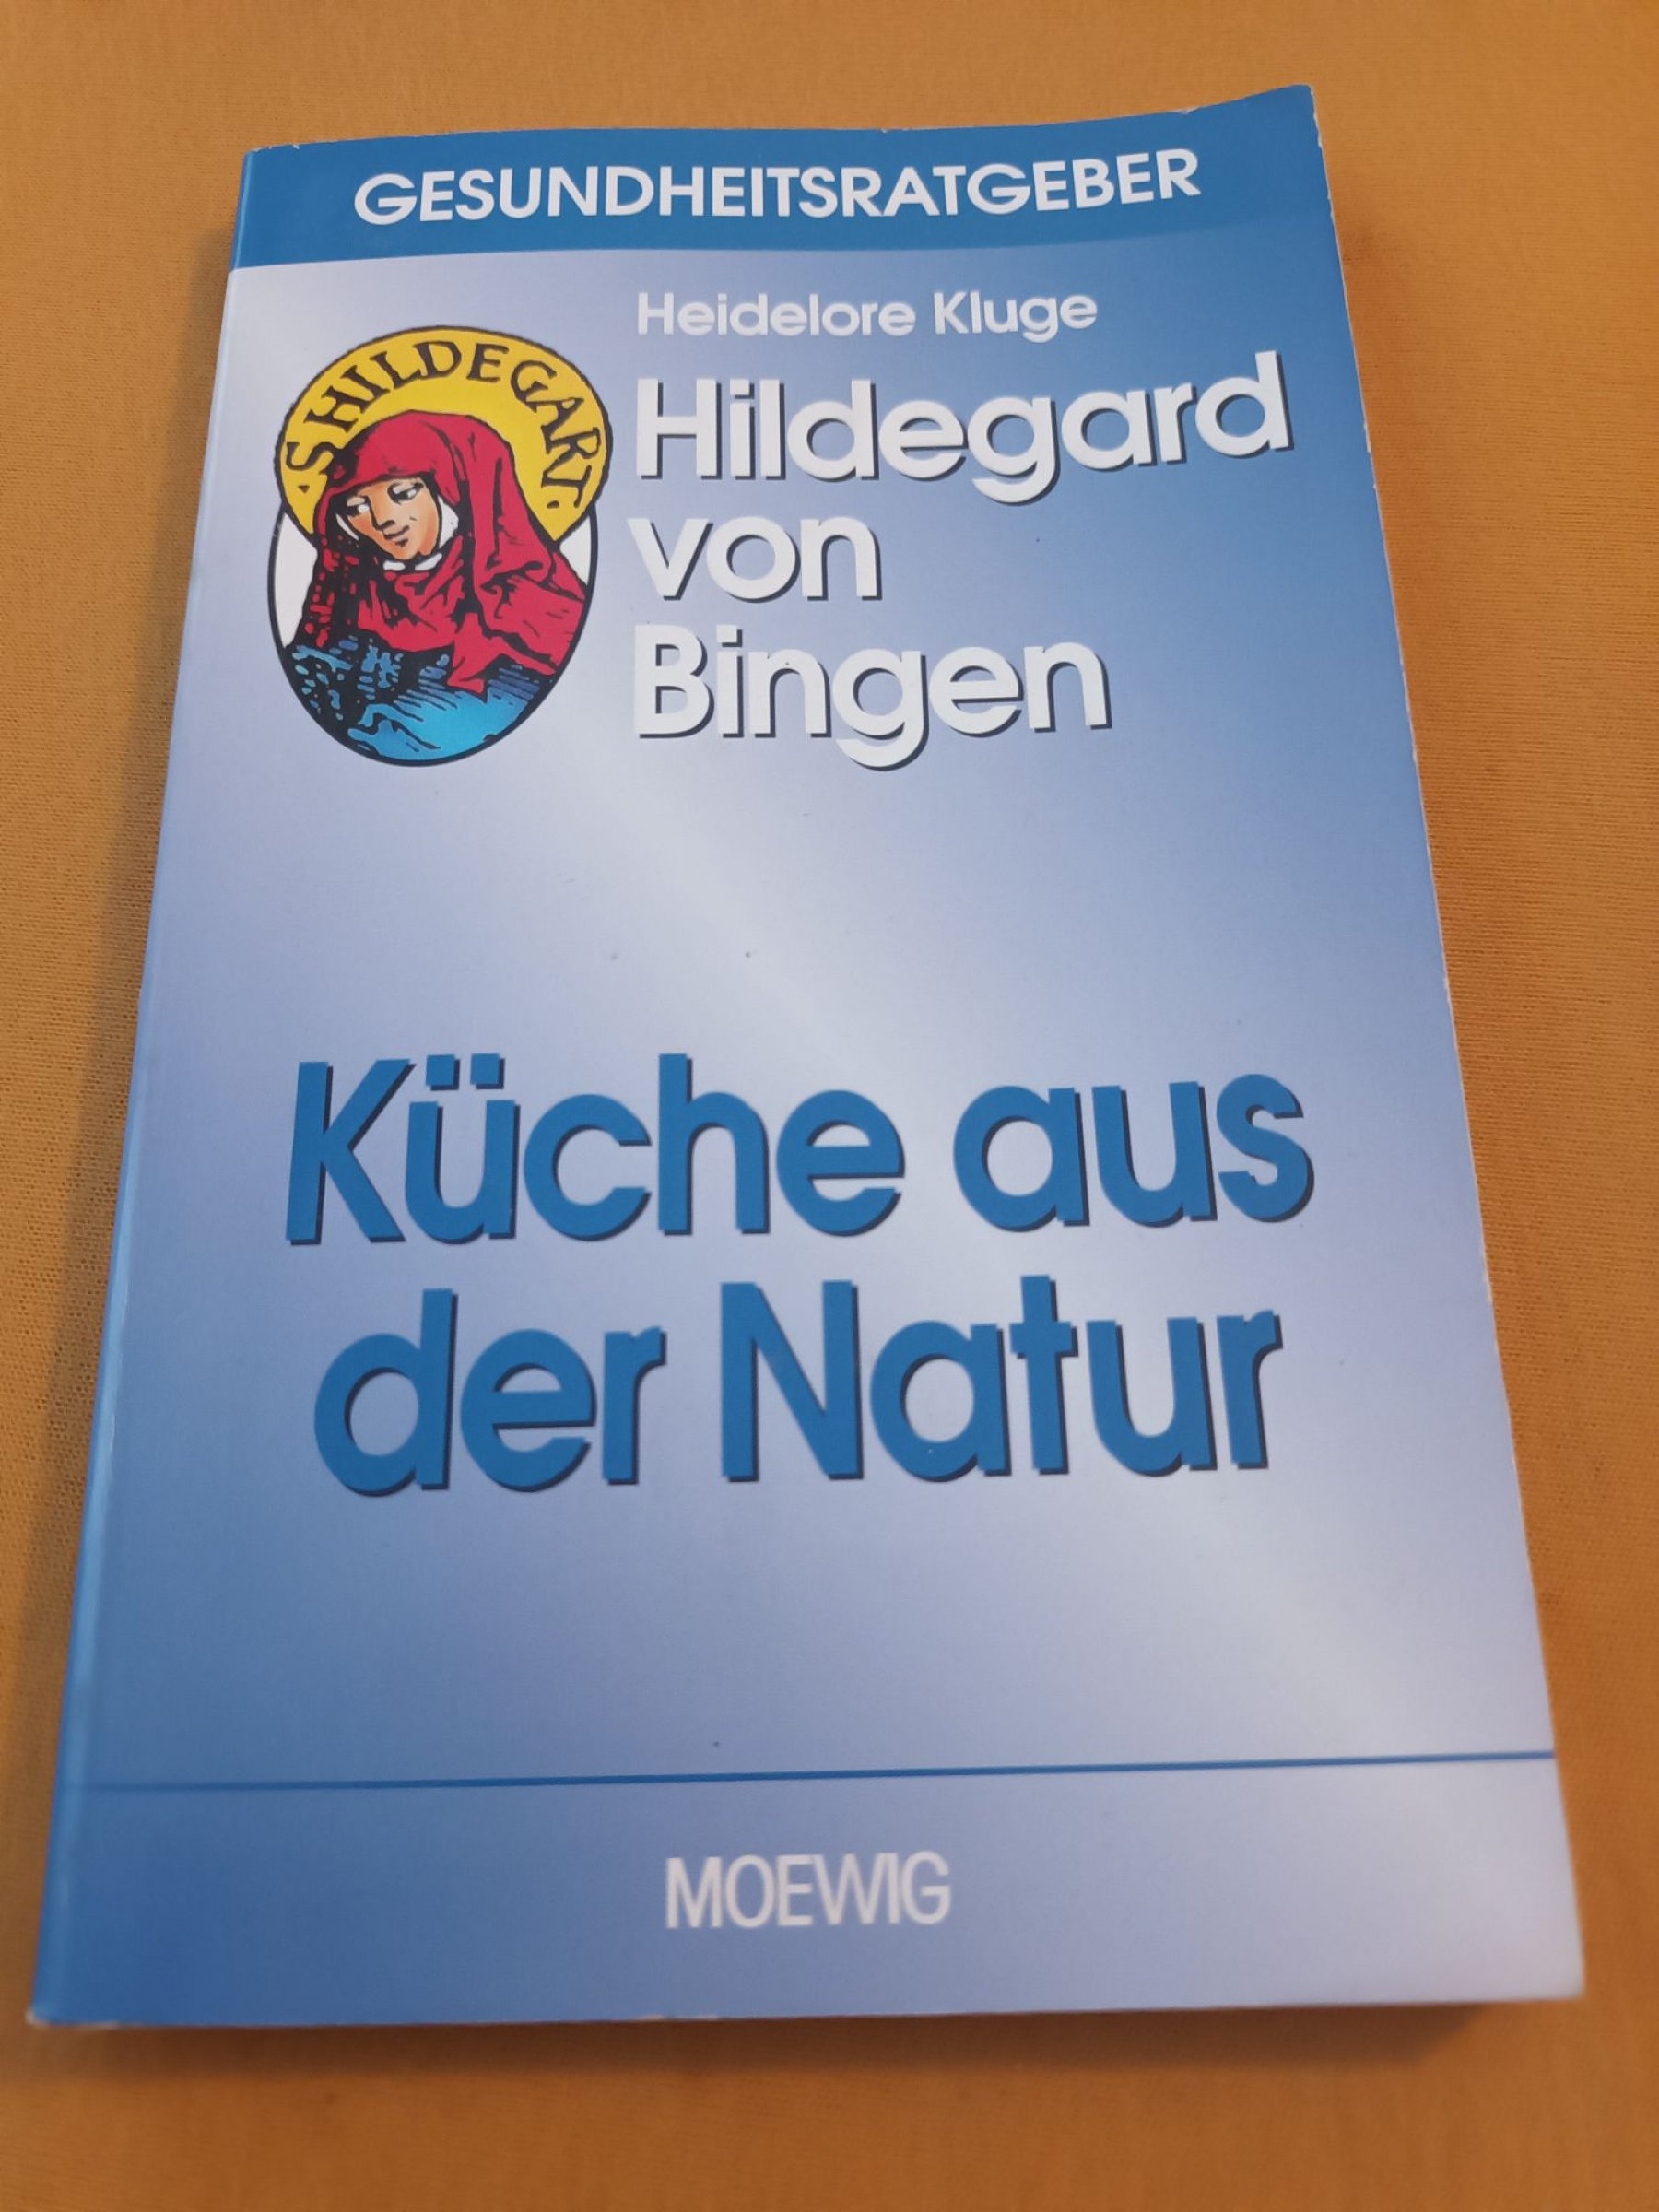 GESUNDHEITSRATGEBER
Heidelore Kluge
·S·HILDEGART·
Hildegard
von
Bingen
Küche aus
der Natur
MOEWIG